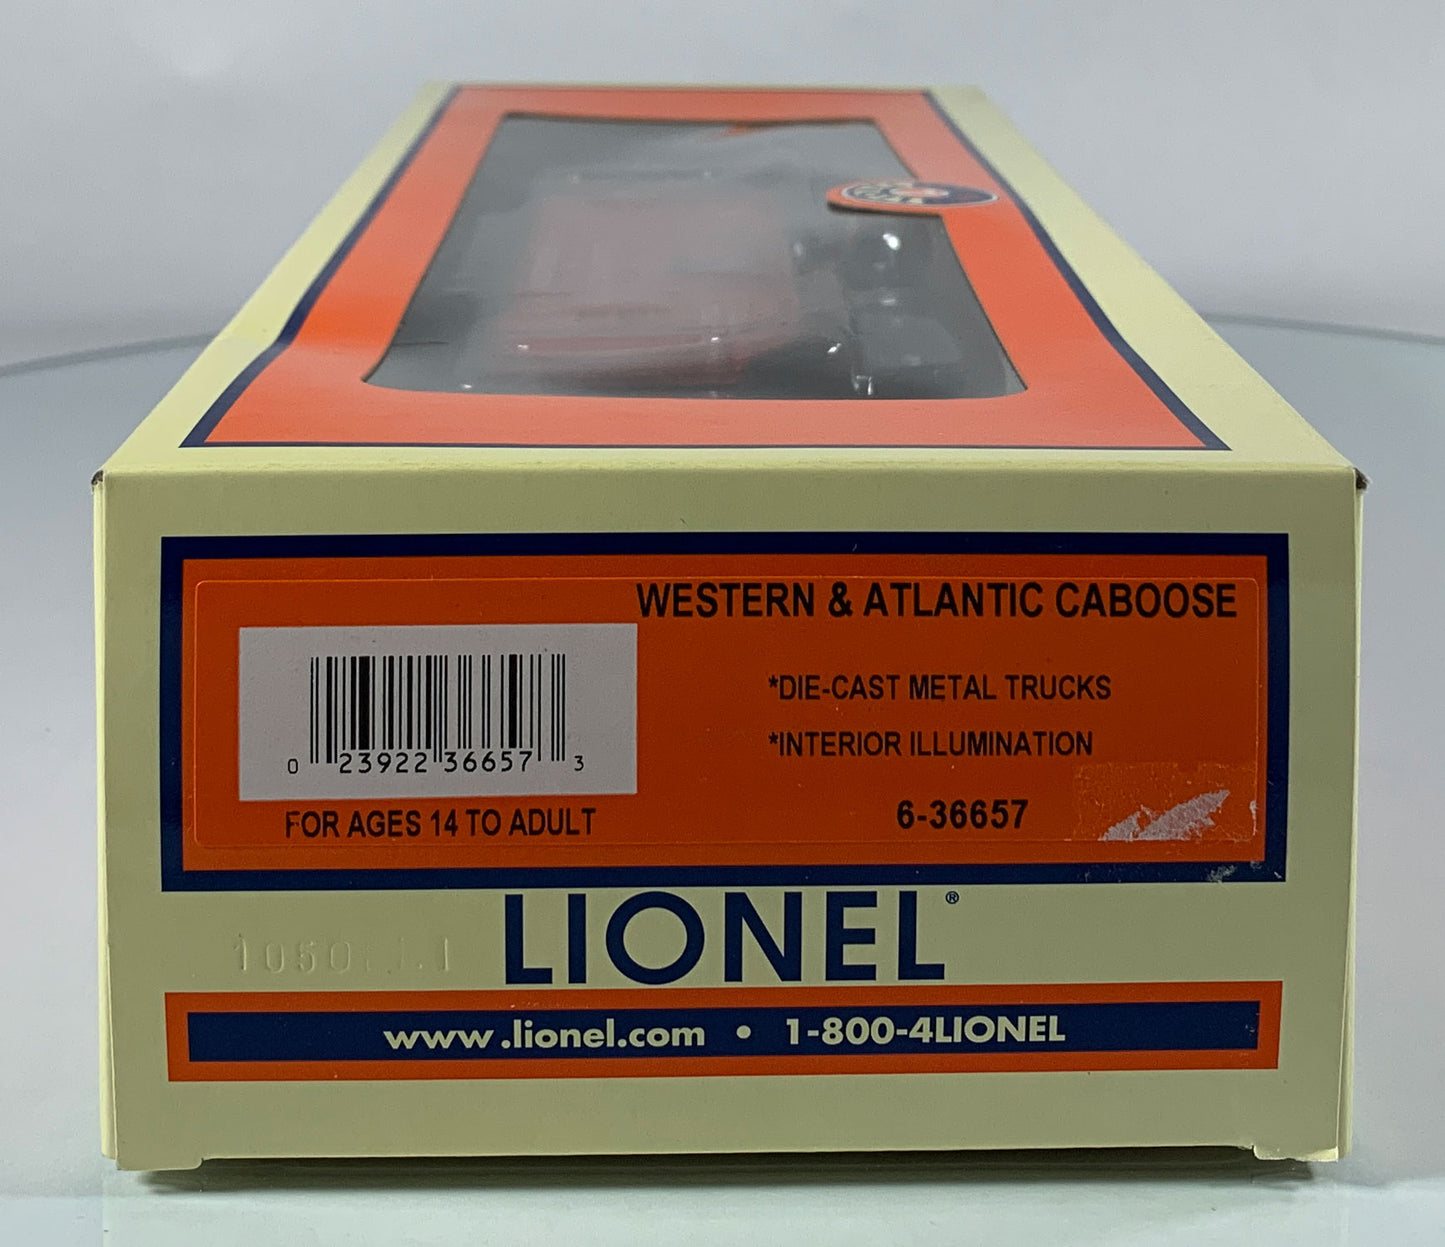 WESTERN & ATLANTIC CABOOSE
*DIE-CAST METAL TRUCKS
*INTERIOR ILLUMINATION
0 23922 36657 3
FOR AGES 14 TO ADULT
6-36657
LIONEL®
www.lionel.com • 1-800-4LIONEL